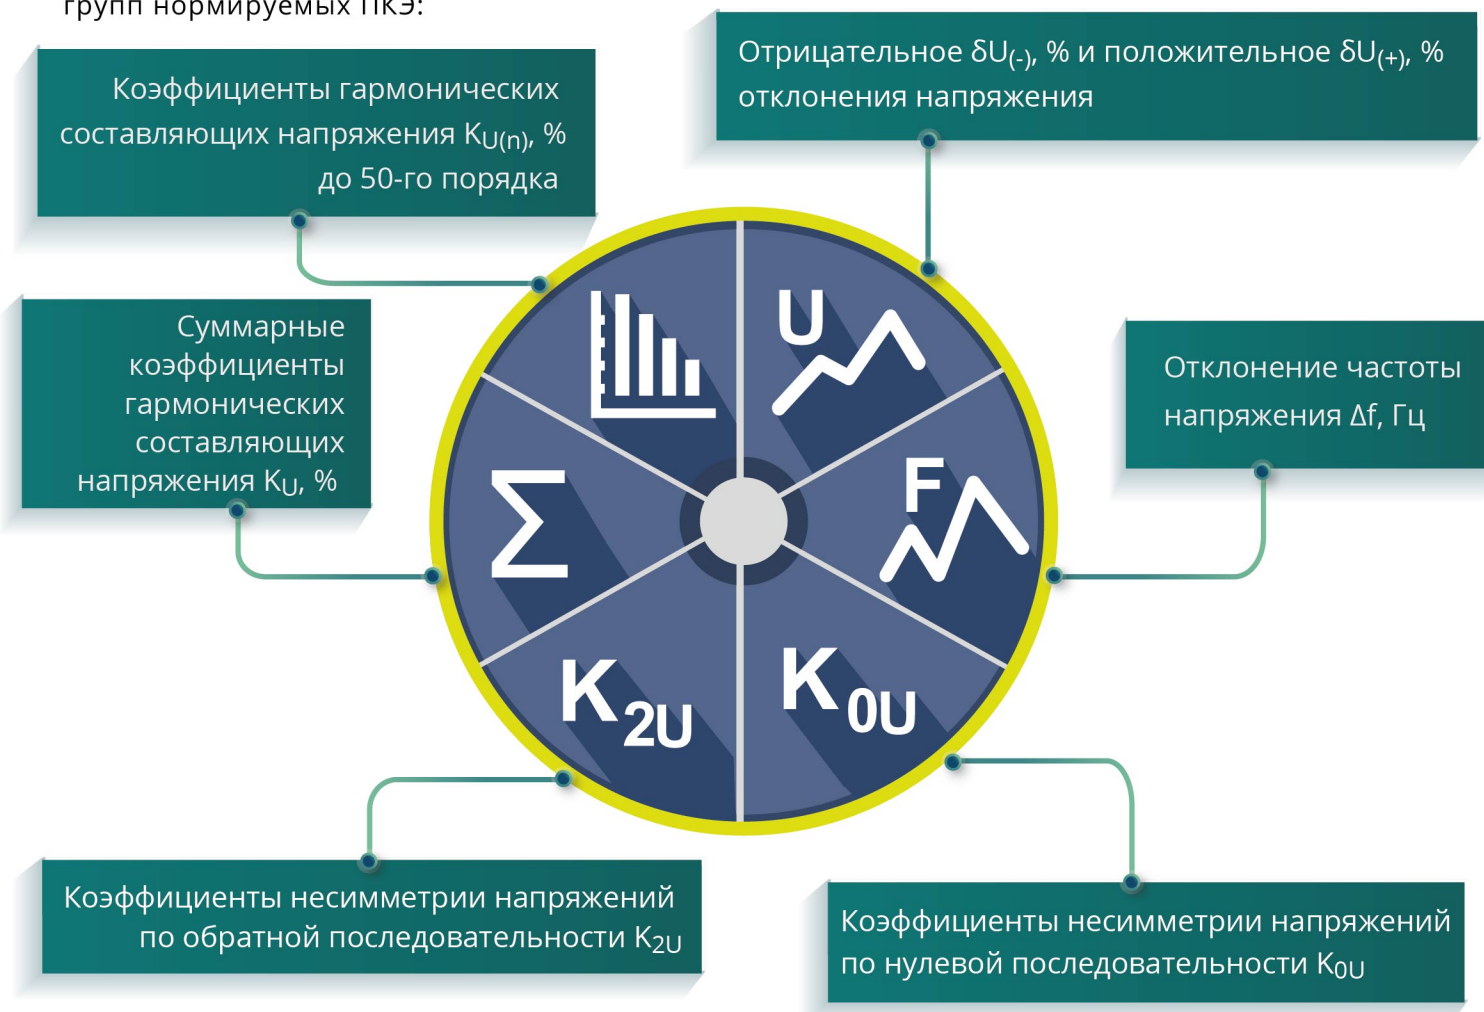 групп нормируемых ПКЭ:
Коэффициенты гармонических
составляющих напряжения K_U(n), %
до 50-го порядка
Отрицательное δU(-), % и положительное δU(+), %
отклонения напряжения
Суммарные
коэффициенты
гармонических
составляющих
напряжения K_U, %
Отклонение частоты
напряжения Δf, Гц
U
F
Σ
K2U
K0U
Коэффициенты несимметрии напряжений
по обратной последовательности K2U
Коэффициенты несимметрии напряжений
по нулевой последовательности K0U